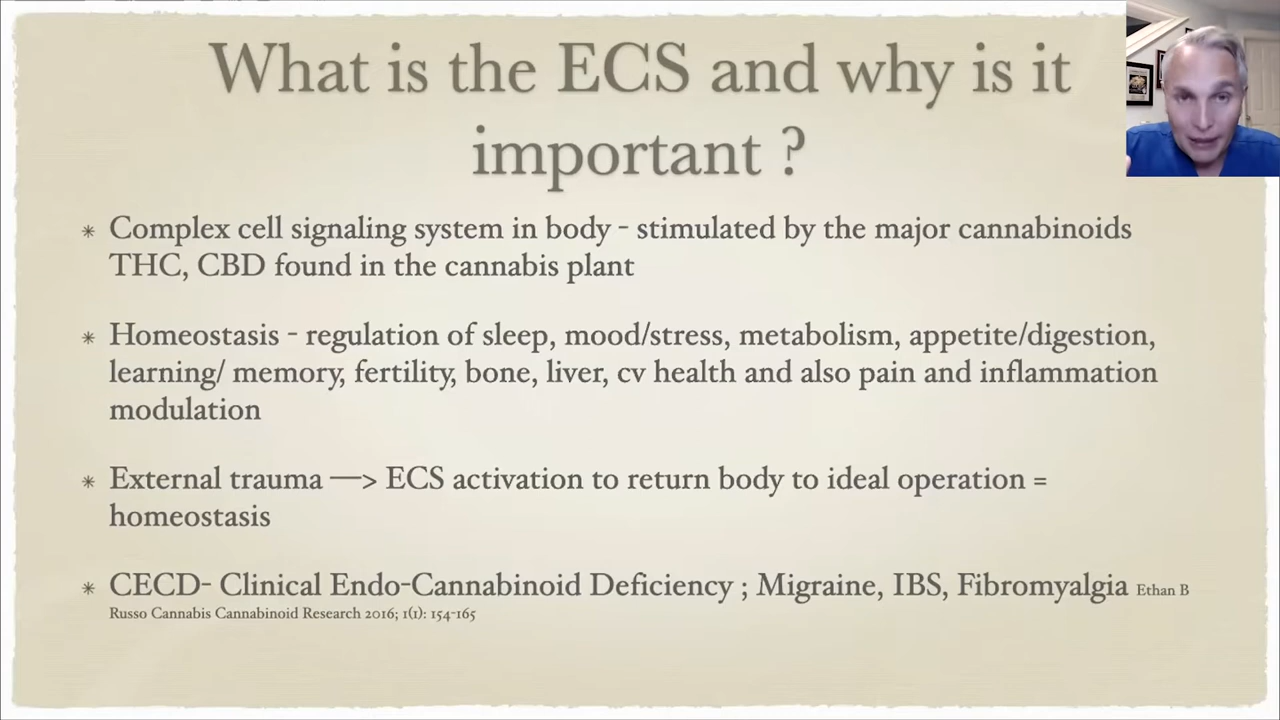 What is the ECS and why is it
important ?
* Complex cell signaling system in body - stimulated by the major cannabinoids
THC, CBD found in the cannabis plant
* Homeostasis - regulation of sleep, mood/stress, metabolism, appetite/digestion,
learning/ memory, fertility, bone, liver, cv health and also pain and inflammation
modulation
* External trauma —> ECS activation to return body to ideal operation =
homeostasis
* CECD- Clinical Endo-Cannabinoid Deficiency ; Migraine, IBS, Fibromyalgia Ethan B
Russo Cannabis Cannabinoid Research 2016; 1(1): 154-165